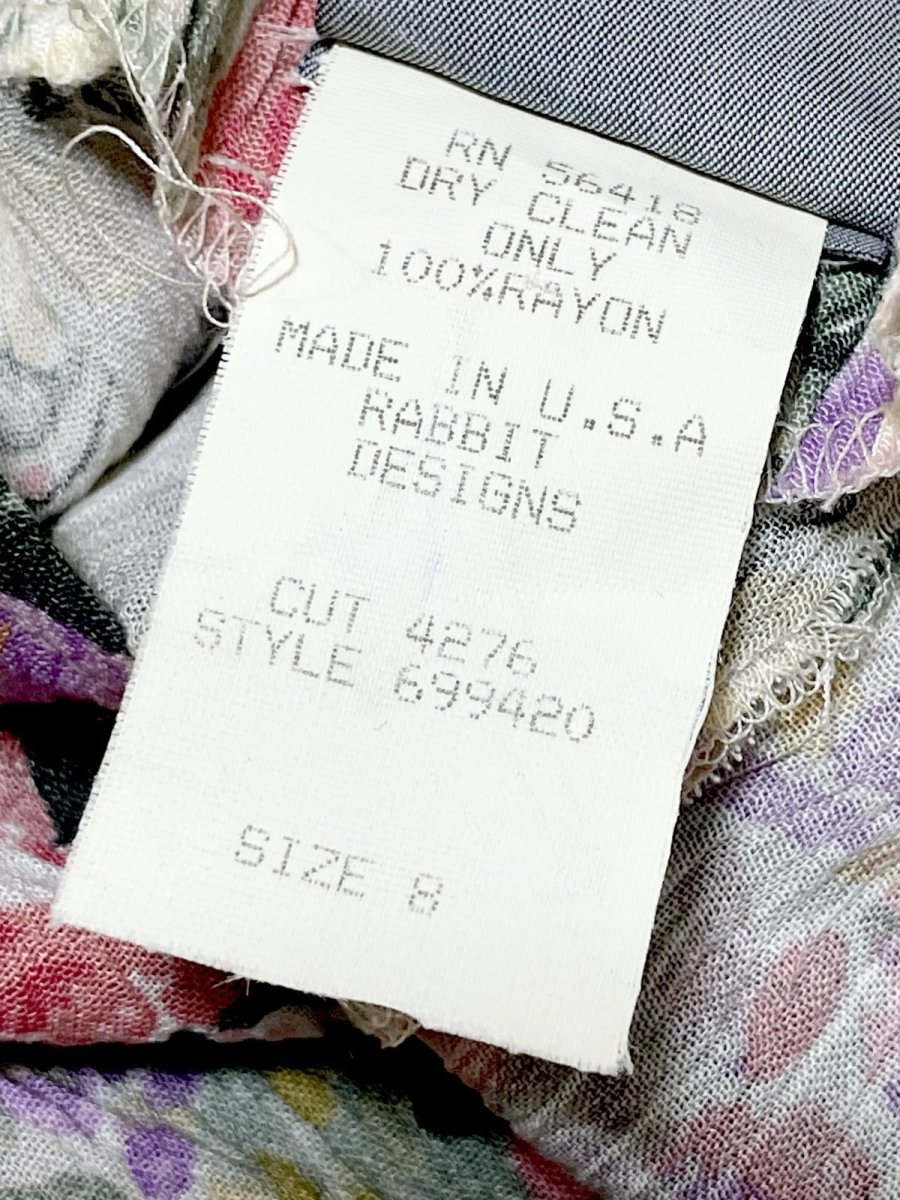 RN 56418
DRY CLEAN
ONLY
100%RAYON
MADE IN U.S.A
RABBIT
DESIGNS
CUT 4276
STYLE 699420
SIZE 8